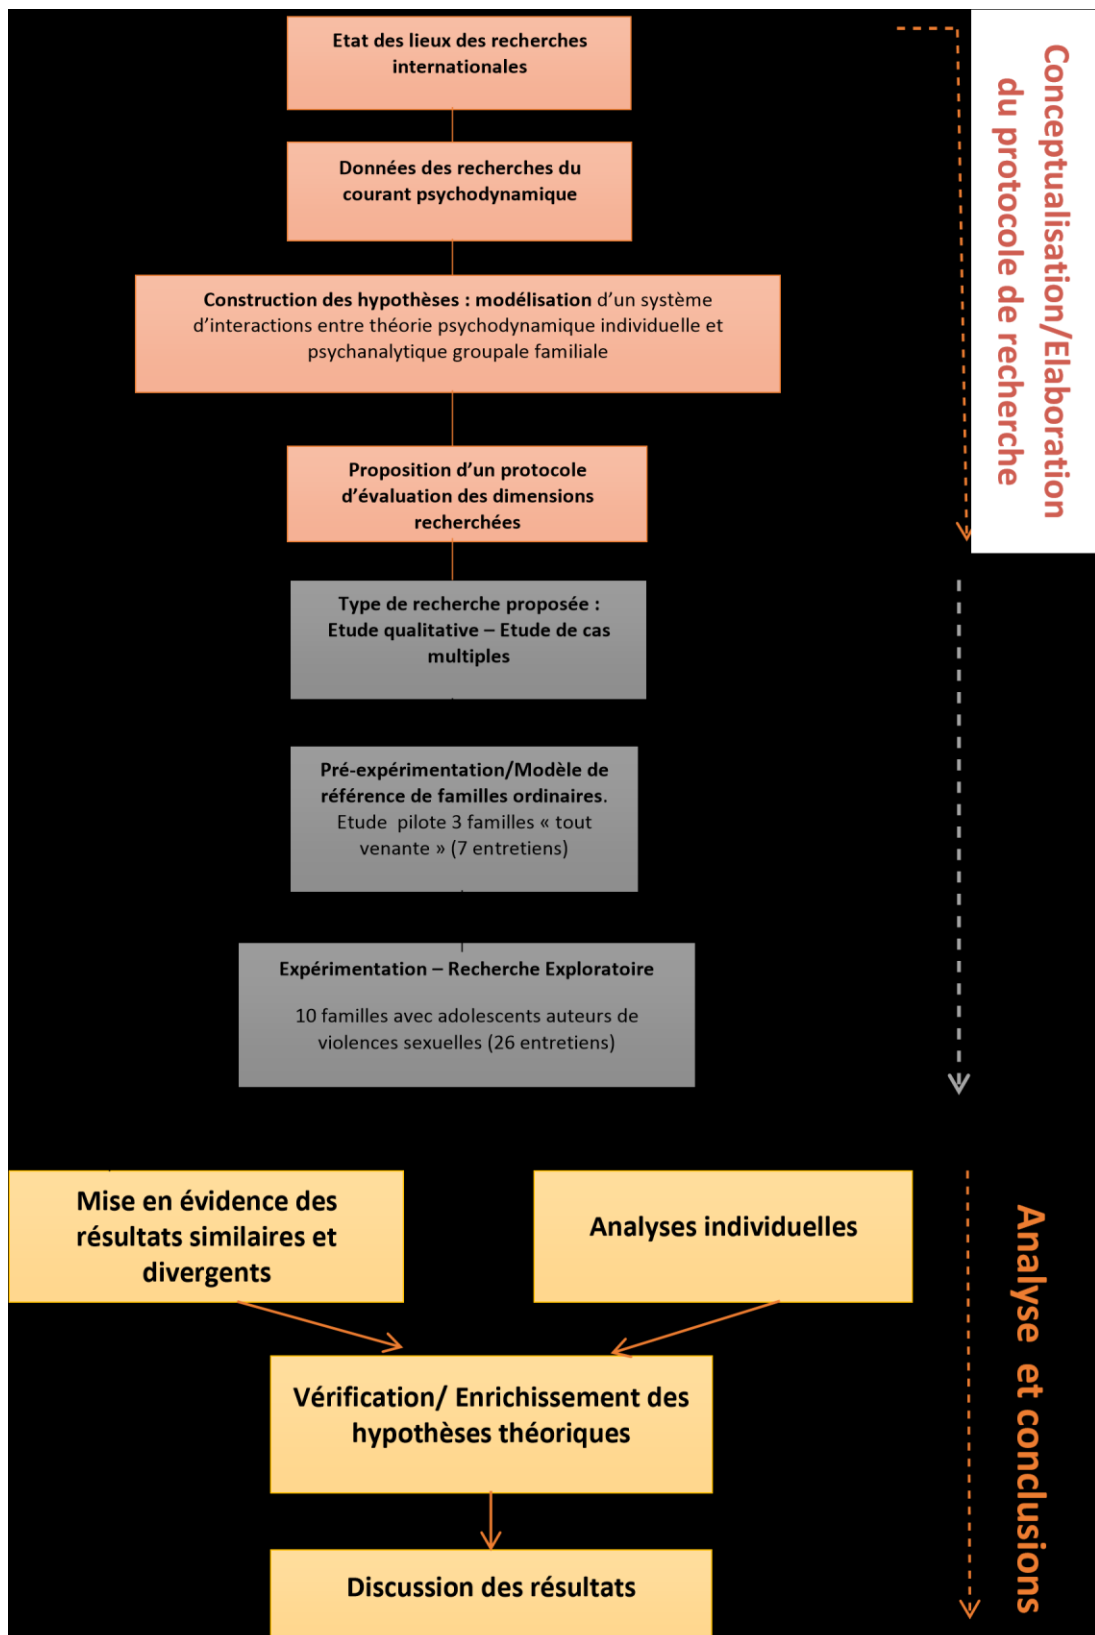 Etat des lieux des recherches
internationales
Données des recherches du
courant psychodynamique
Construction des hypothèses : modélisation d’un système
d’interactions entre théorie psychodynamique individuelle et
psychanalytique groupale familiale
Proposition d’un protocole
d’évaluation des dimensions
recherchées
Conceptualisation/Elaboration
du protocole de recherche
Type de recherche proposée :
Etude qualitative – Etude de cas
multiples
Pré-expérimentation/Modèle de
référence de familles ordinaires.
Etude pilote 3 familles « tout
venante » (7 entretiens)
Expérimentation – Recherche Exploratoire
10 familles avec adolescents auteurs de
violences sexuelles (26 entretiens)
Mise en évidence des
résultats similaires et
divergents
Analyses individuelles
Vérification/ Enrichissement des
hypothèses théoriques
Discussion des résultats
Analyse et conclusions